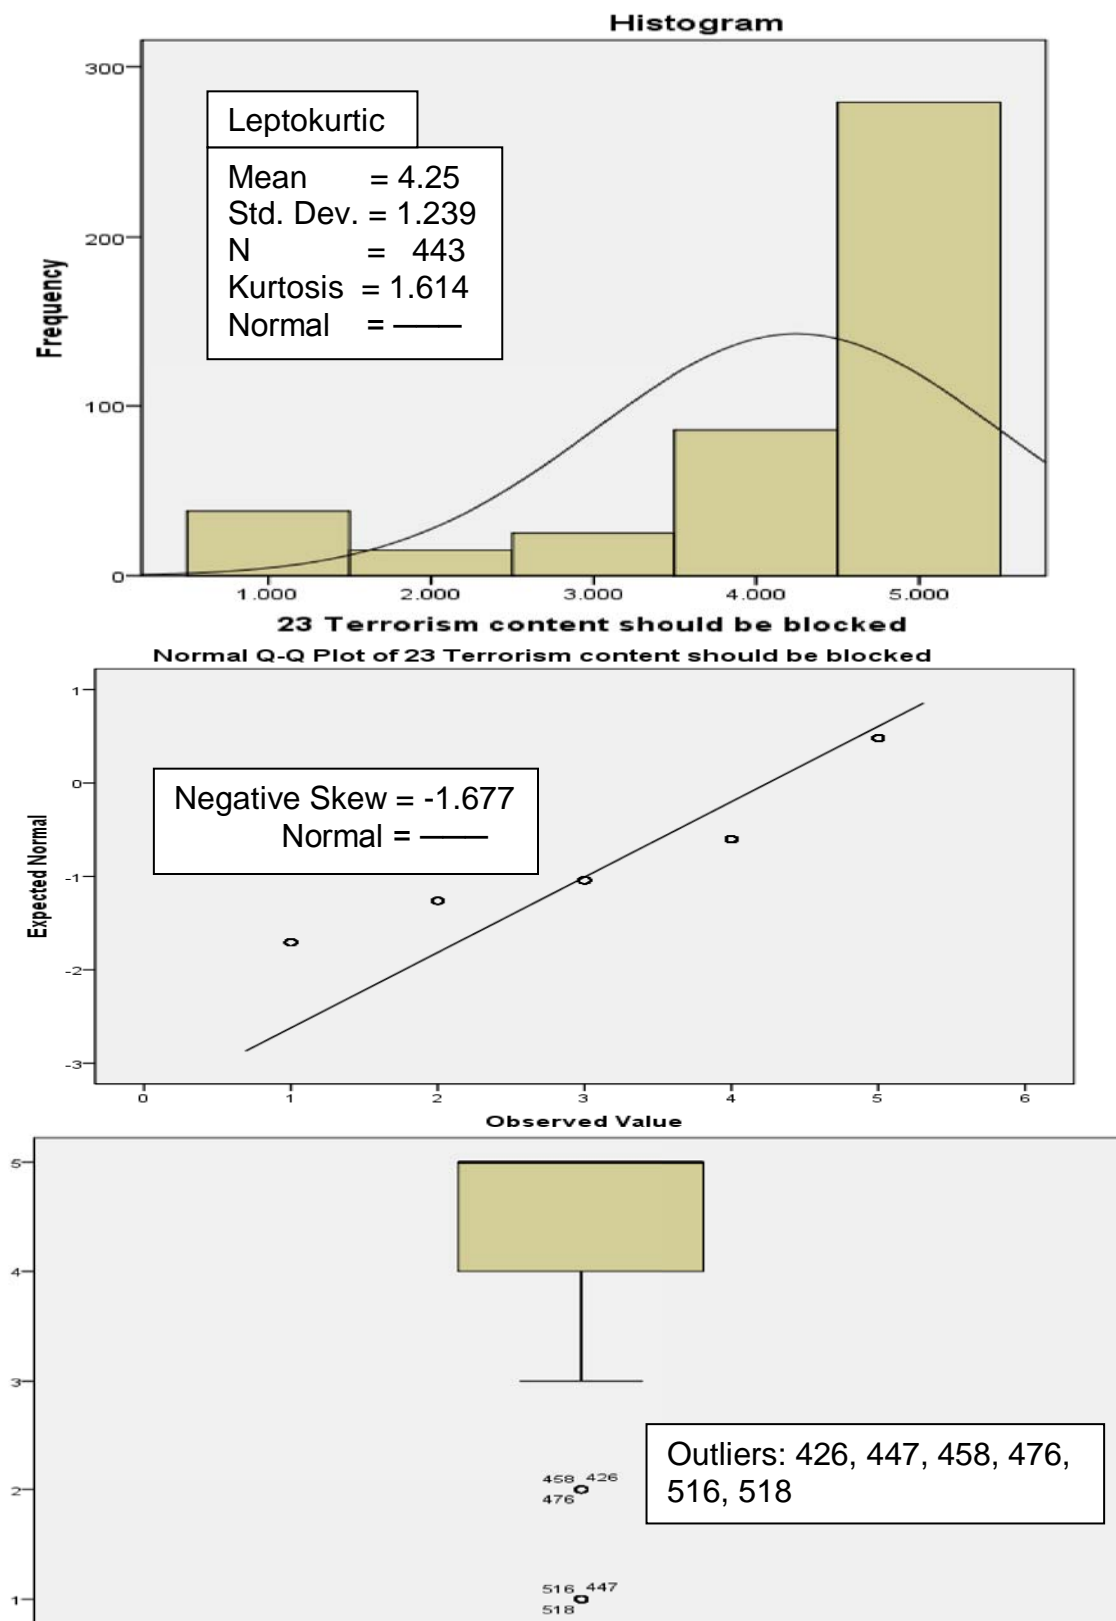 Histogram
300
200
100
0
Frequency
Leptokurtic
Mean = 4.25
Std. Dev. = 1.239
N = 443
Kurtosis = 1.614
Normal = ——
1.000 2.000 3.000 4.000 5.000
23 Terrorism content should be blocked
Normal Q-Q Plot of 23 Terrorism content should be blocked
1
0
-1
-2
-3
Expected Normal
Negative Skew = -1.677
Normal = ——
0 1 2 3 4 5 6
Observed Value
5
4
3
2
1
Outliers: 426, 447, 458, 476,
516, 518
458 426
476
516 447
518